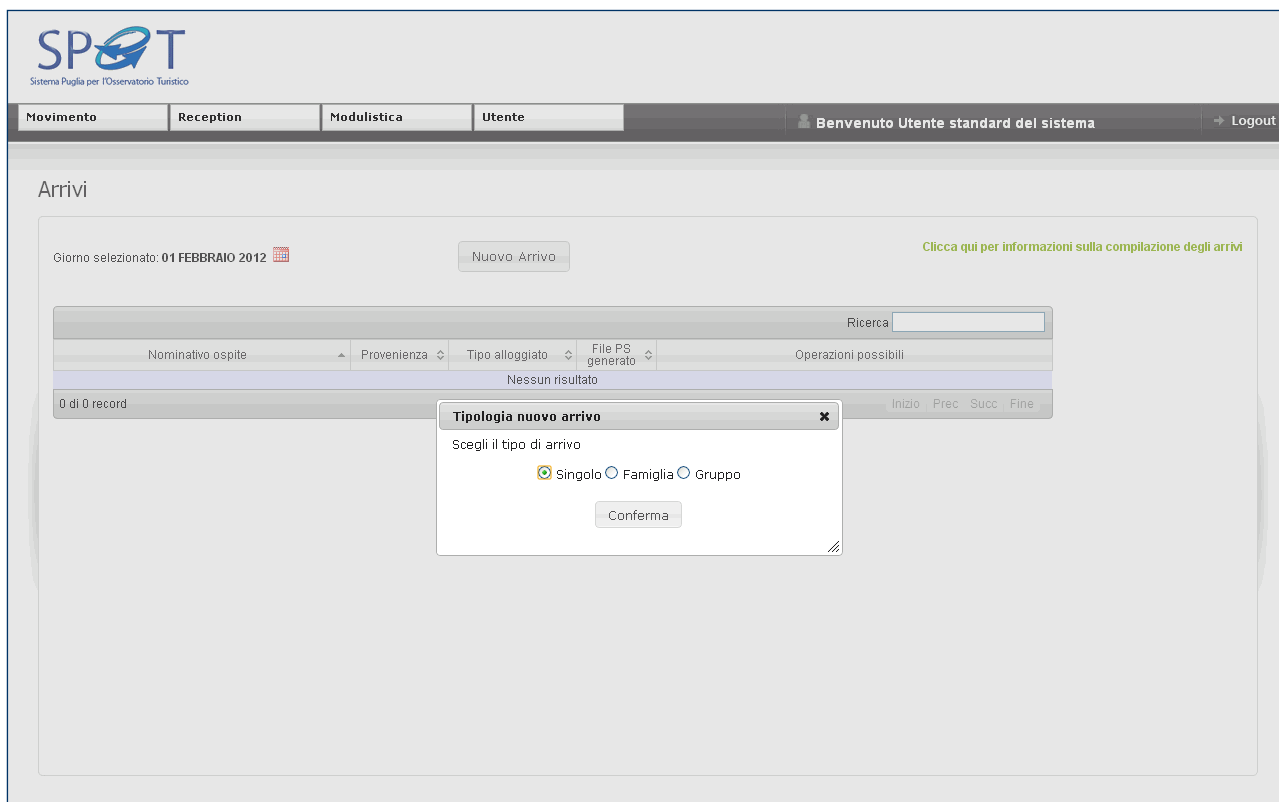 SPOT
Sistema Puglia per l'Osservatorio Turistico
Movimento Reception Modulistica Utente Benvenuto Utente standard del sistema Logout
Arrivi
Giorno selezionato: 01 FEBBRAIO 2012 Nuovo Arrivo Clicca qui per informazioni sulla compilazione degli arrivi
Ricerca
Nominativo ospite Provenienza Tipo alloggiato File PS generato Operazioni possibili
Nessun risultato
0 di 0 record Inizio Prec Succ Fine
Tipologia nuovo arrivo
Scegli il tipo di arrivo
Singolo Famiglia Gruppo
Conferma